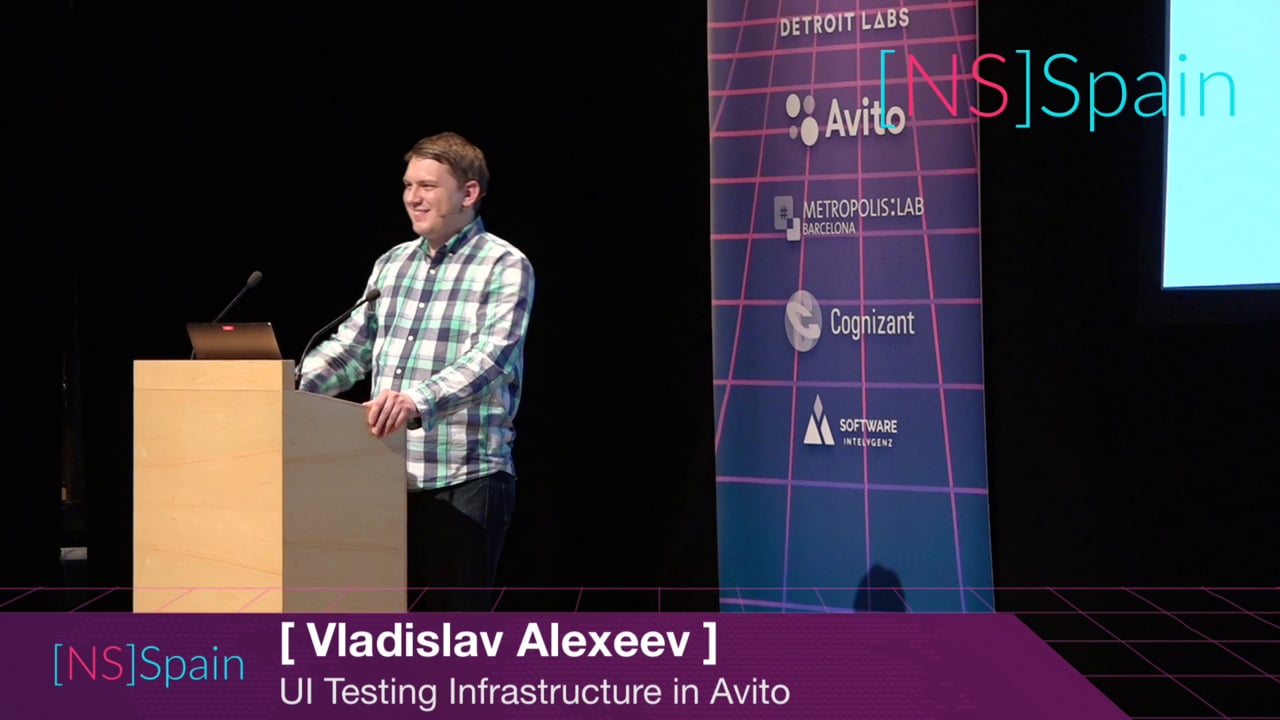 DETROIT LABS
[NS]Spain
Avito
#
METROPOLIS:LAB
BARCELONA
Cognizant
SOFTWARE
INTELYGENZ
[ Vladislav Alexeev ]
[NS]Spain
UI Testing Infrastructure in Avito